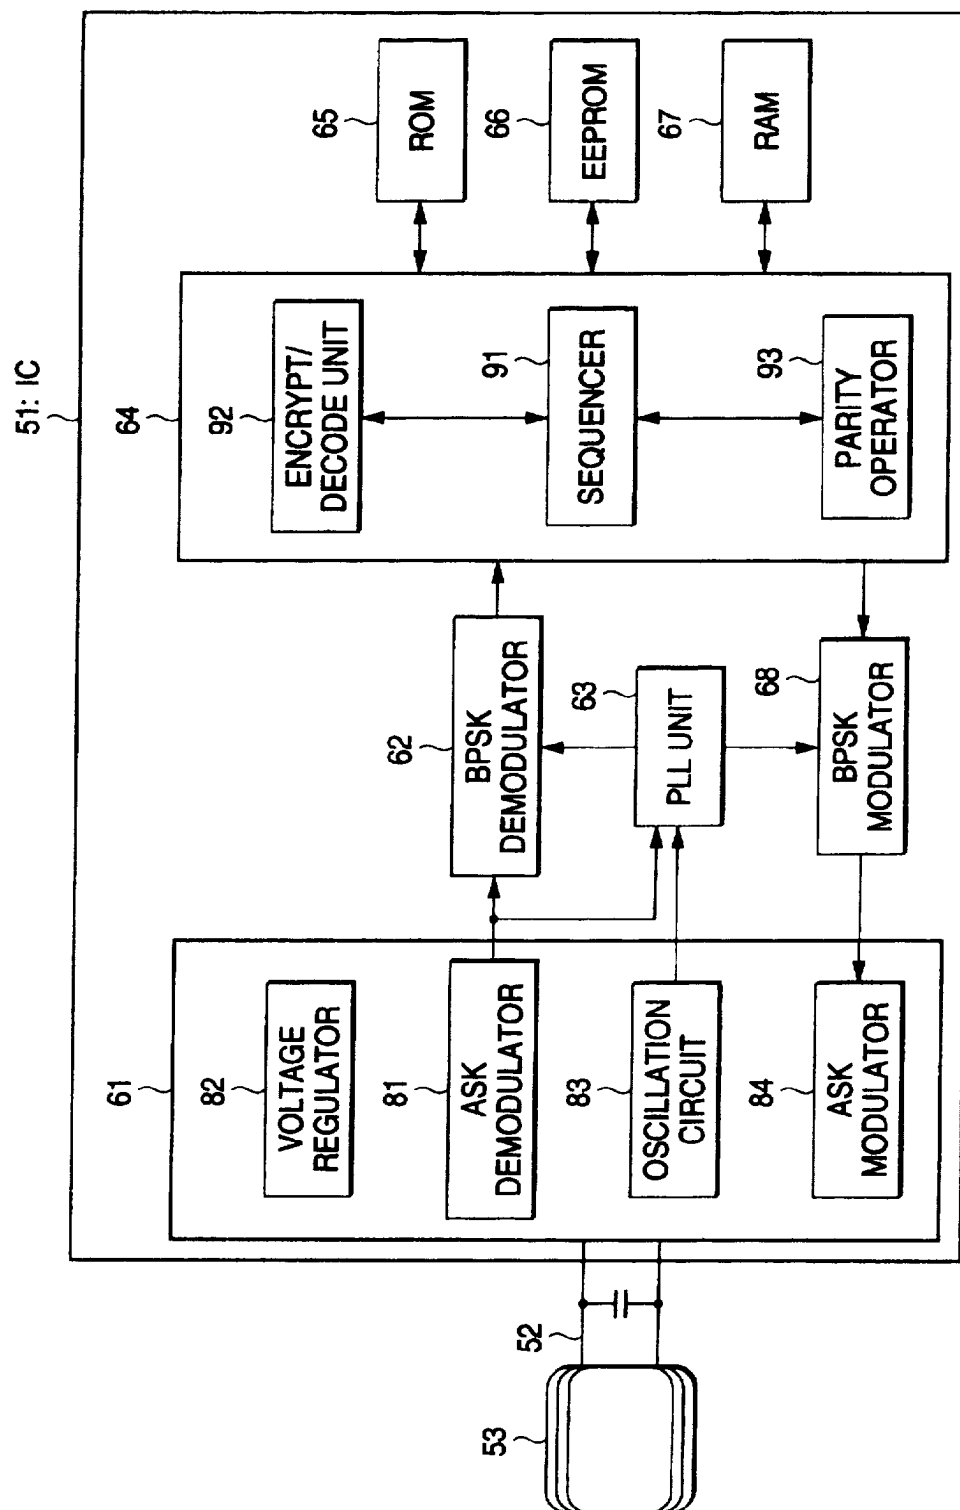 51: IC
61
82
VOLTAGE
REGULATOR
81
ASK
DEMODULATOR
83
OSCILLATION
CIRCUIT
84
ASK
MODULATOR
62
BPSK
DEMODULATOR
63
PLL UNIT
68
BPSK
MODULATOR
64
92
ENCRYPT/
DECODE UNIT
91
SEQUENCER
93
PARITY
OPERATOR
65
ROM
66
EEPROM
67
RAM
52
53